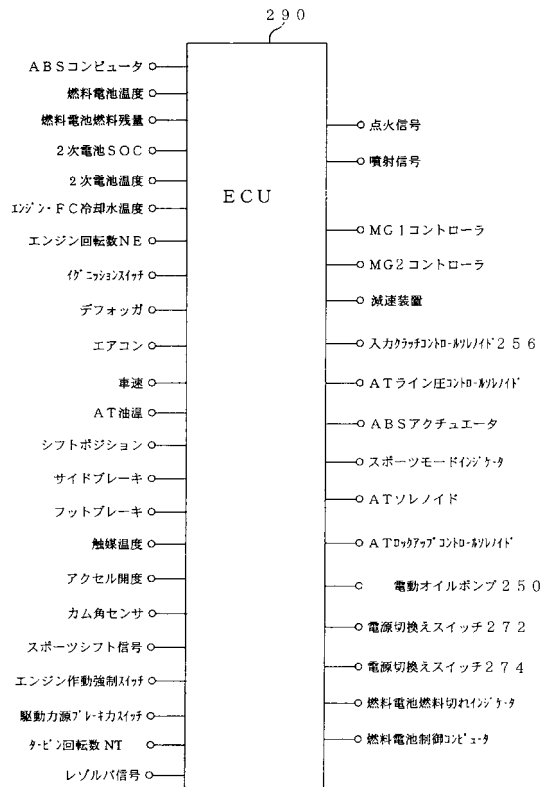 290
ECU
ABSコンピュータ
燃料電池温度
燃料電池燃料残量
2次電池SOC
2次電池温度
エンジン・FC冷却水温度
エンジン回転数NE
イグニッションスイッチ
デフォッガ
エアコン
車速
AT油温
シフトポジション
サイドブレーキ
フットブレーキ
触媒温度
アクセル開度
カム角センサ
スポーツシフト信号
エンジン作動強制スイッチ
駆動力源ブレーキ力スイッチ
タービン回転数NT
レゾルバ信号
点火信号
噴射信号
MG1コントローラ
MG2コントローラ
減速装置
入力クラッチコントロールソレノイド256
ATライン圧コントロールソレノイド
ABSアクチュエータ
スポーツモードインジケータ
ATソレノイド
ATロックアップコントロールソレノイド
電動オイルポンプ250
電源切換えスイッチ272
電源切換えスイッチ274
燃料電池燃料切れインジケータ
燃料電池制御コンピュータ